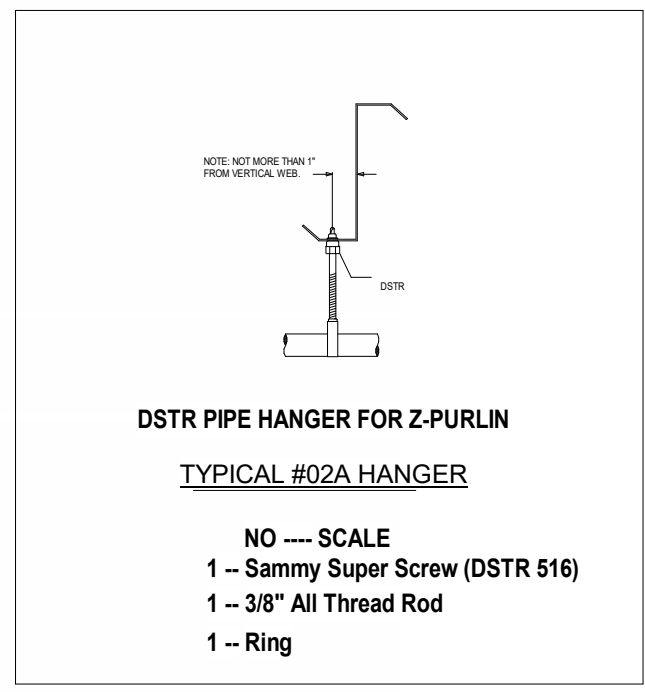 NOTE: NOT MORE THAN 1"
FROM VERTICAL WEB.
DSTR
DSTR PIPE HANGER FOR Z-PURLIN
TYPICAL #02A HANGER
NO ---- SCALE
1 -- Sammy Super Screw (DSTR 516)
1 -- 3/8" All Thread Rod
1 -- Ring